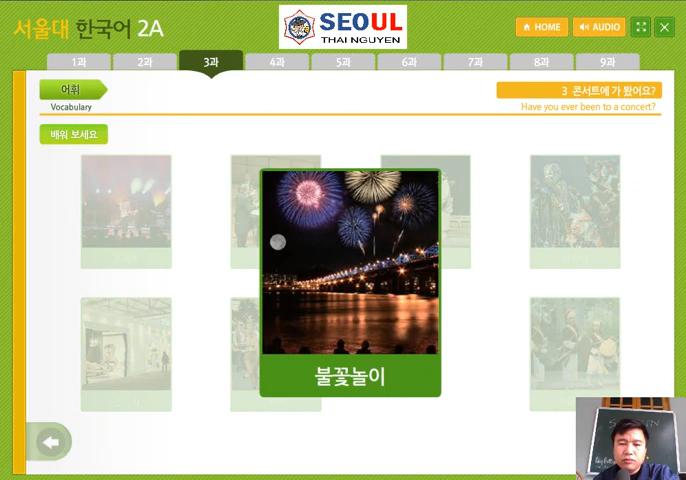 서울대 한국어 2A
SEOUL
THAI NGUYEN
HOME
AUDIO
1과
2과
3과
4과
5과
6과
7과
8과
9과
어휘
Vocabulary
3 콘서트에 가 봤어요?
Have you ever been to a concert?
배워 보세요
불꽃놀이